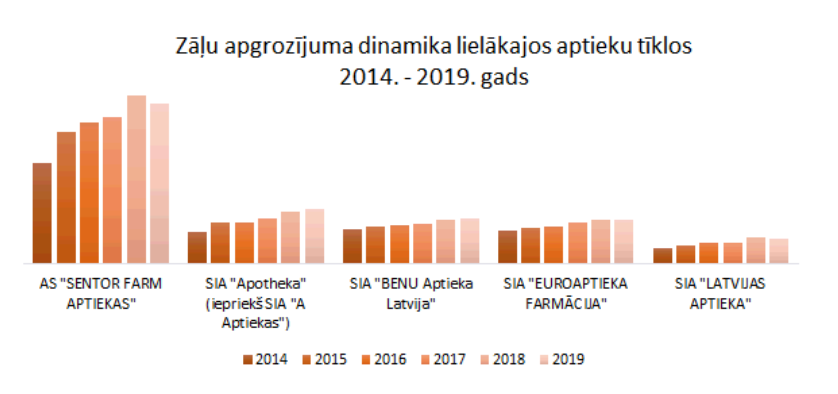 Zāļu apgrozījuma dinamika lielākajos aptieku tīklos
2014. - 2019. gads
AS "SENTOR FARM
APTIEKAS"
SIA "Apotheka"
(iepriekš SIA "A
Aptiekas")
SIA "BENU Aptieka
Latvija"
SIA "EUROAPTIEKA
FARMĀCIJA"
SIA "LATVIJAS
APTIEKA"
2014 2015 2016 2017 2018 2019